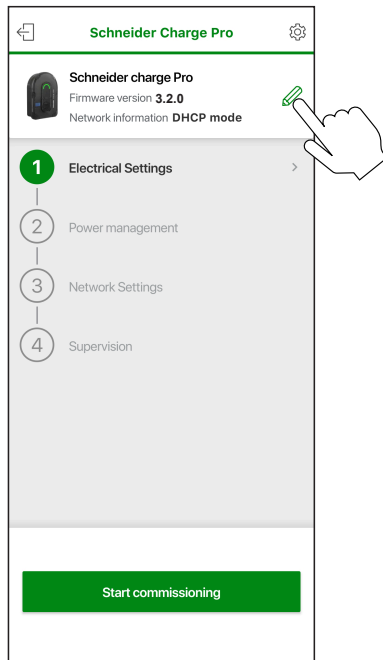 Schneider Charge Pro
Schneider charge Pro
Firmware version 3.2.0
Network information DHCP mode
1 Electrical Settings
2 Power management
3 Network Settings
4 Supervision
Start commissioning